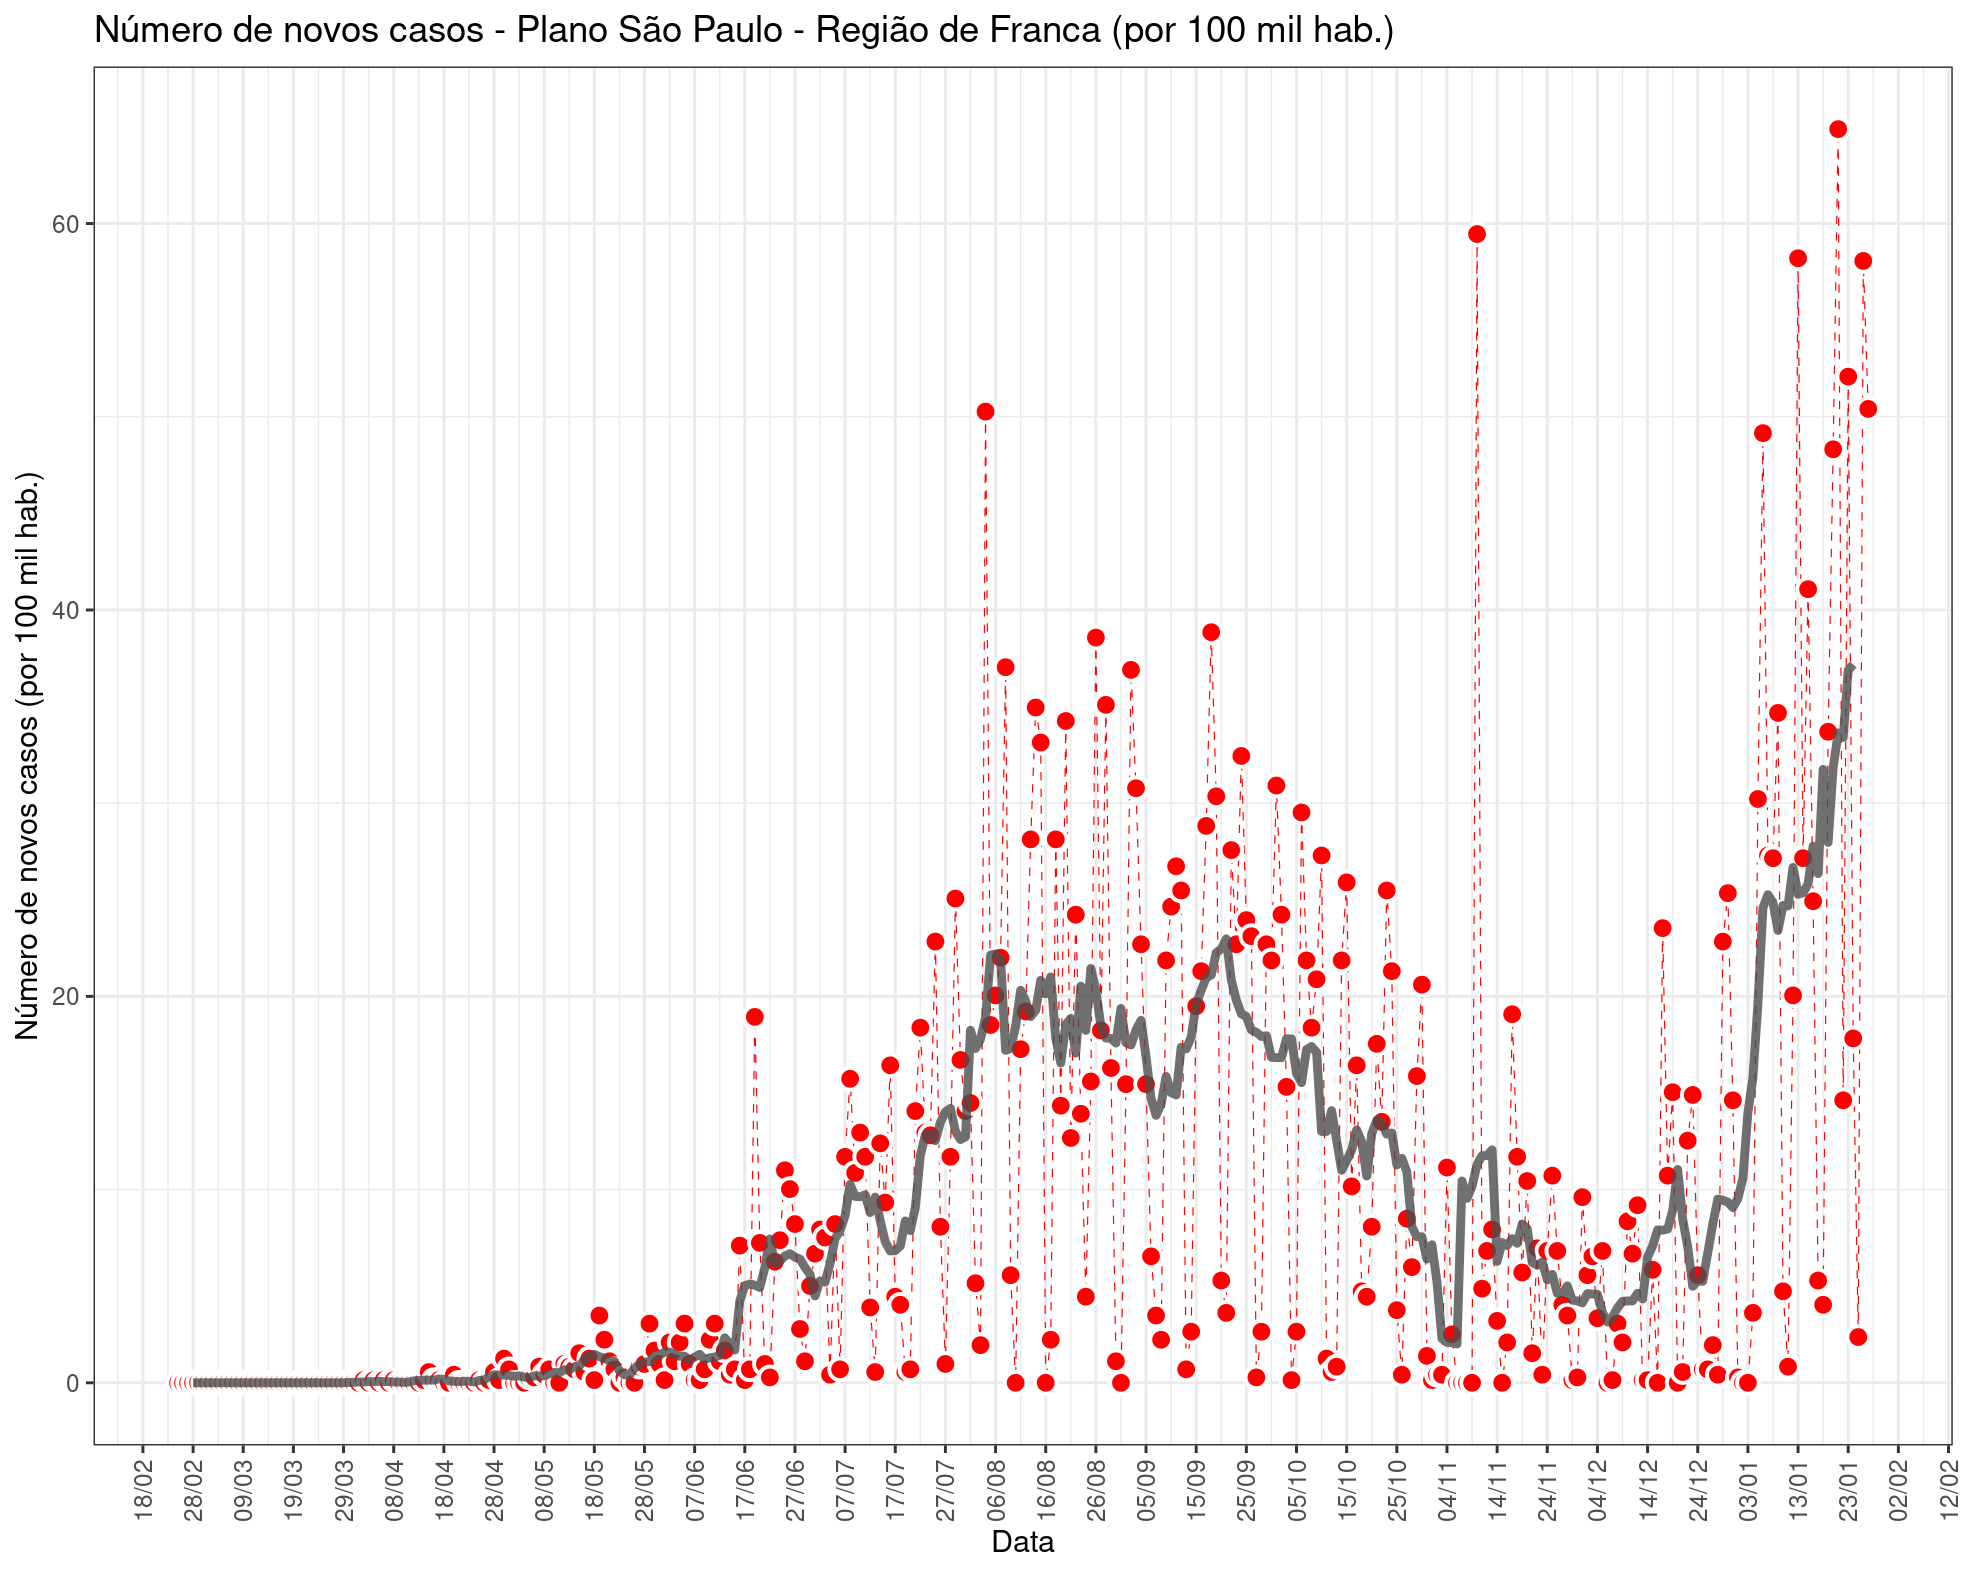 Número de novos casos - Plano São Paulo - Região de Franca (por 100 mil hab.)
Número de novos casos (por 100 mil hab.)
60
40
20
0
18/02 28/02 09/03 19/03 29/03 08/04 18/04 28/04 08/05 18/05 28/05 07/06 17/06 27/06 07/07 17/07 27/07 06/08 16/08 26/08 05/09 15/09 25/09 05/10 15/10 25/10 04/11 14/11 24/11 04/12 14/12 24/12 03/01 13/01 23/01 02/02 12/02
Data